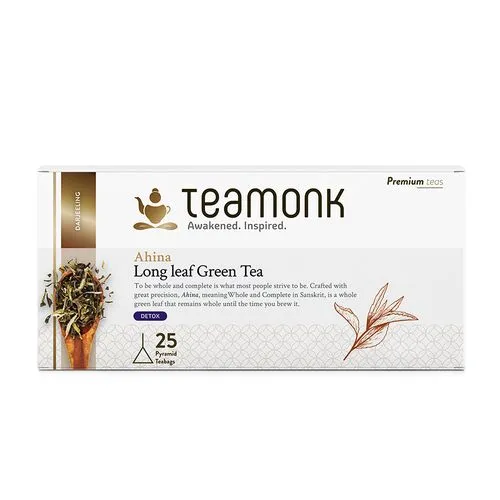 DARJEELING
Premium teas
TEAMONK
Awakened. Inspired.
Ahina
Long leaf Green Tea
To be whole and complete is what most people strive to be. Crafted with
great precision, Ahina, meaning Whole and Complete in Sanskrit, is a whole
green leaf that remains whole until the time you brew it.
DETOX
25
Pyramid
Teabags